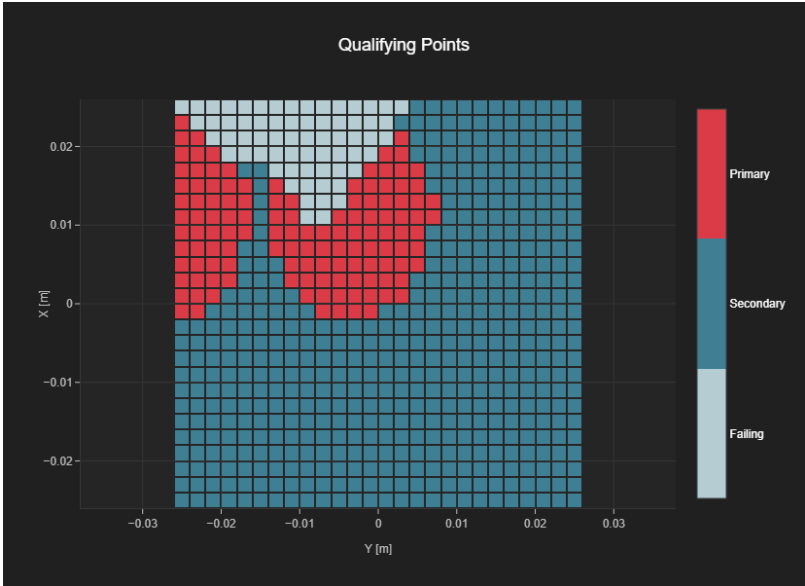 Qualifying Points
0.02
0.01
0
−0.01
−0.02
X [m]
−0.03
−0.02
−0.01
0
0.01
0.02
0.03
Y [m]
Primary
Secondary
Failing